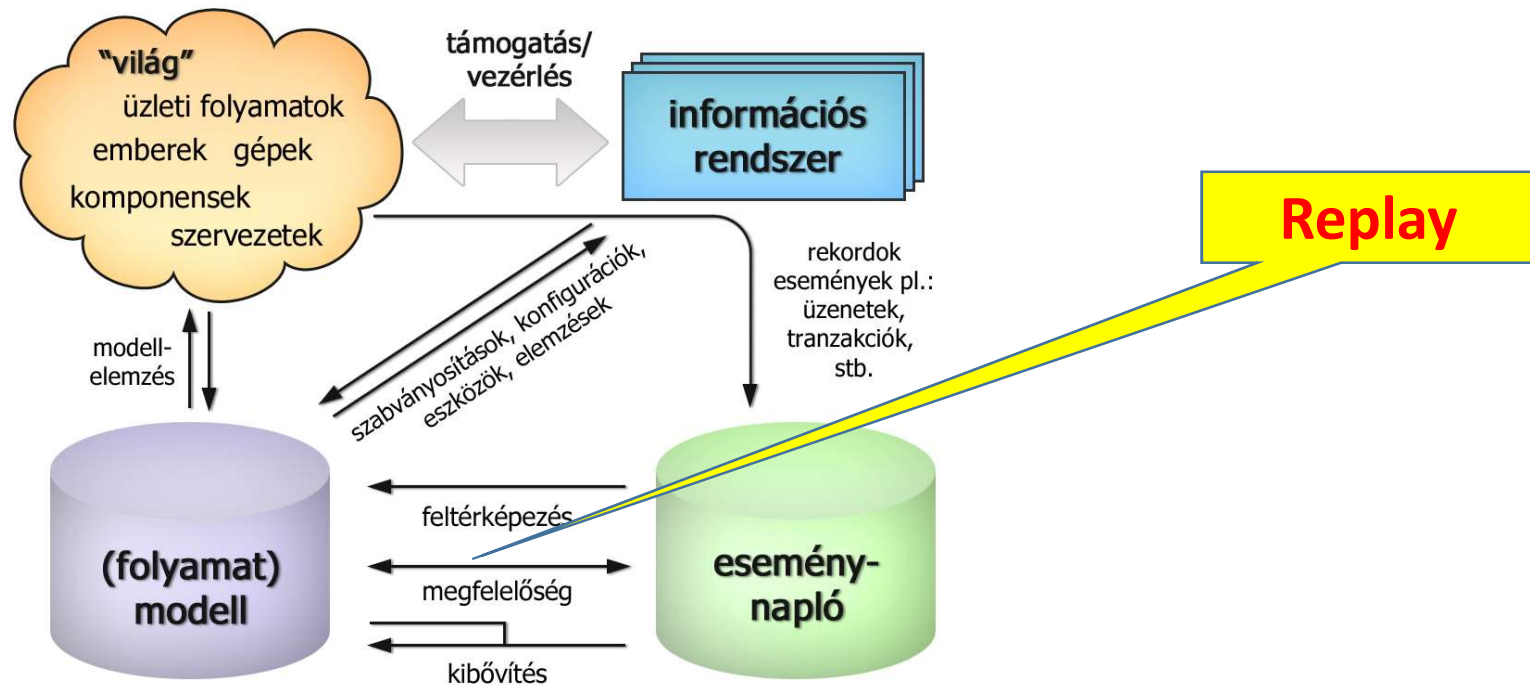 "világ"
üzleti folyamatok
emberek gépek
komponensek
szervezetek
támogatás/
vezérlés
információs
rendszer
Replay
rekordok
események pl.:
üzenetek,
tranzakciók,
stb.
szabványosítások, konfigurációk,
eszközök, elemzések
modell-
elemzés
(folyamat)
modell
feltérképezés
megfelelőség
kibővítés
esemény-
napló